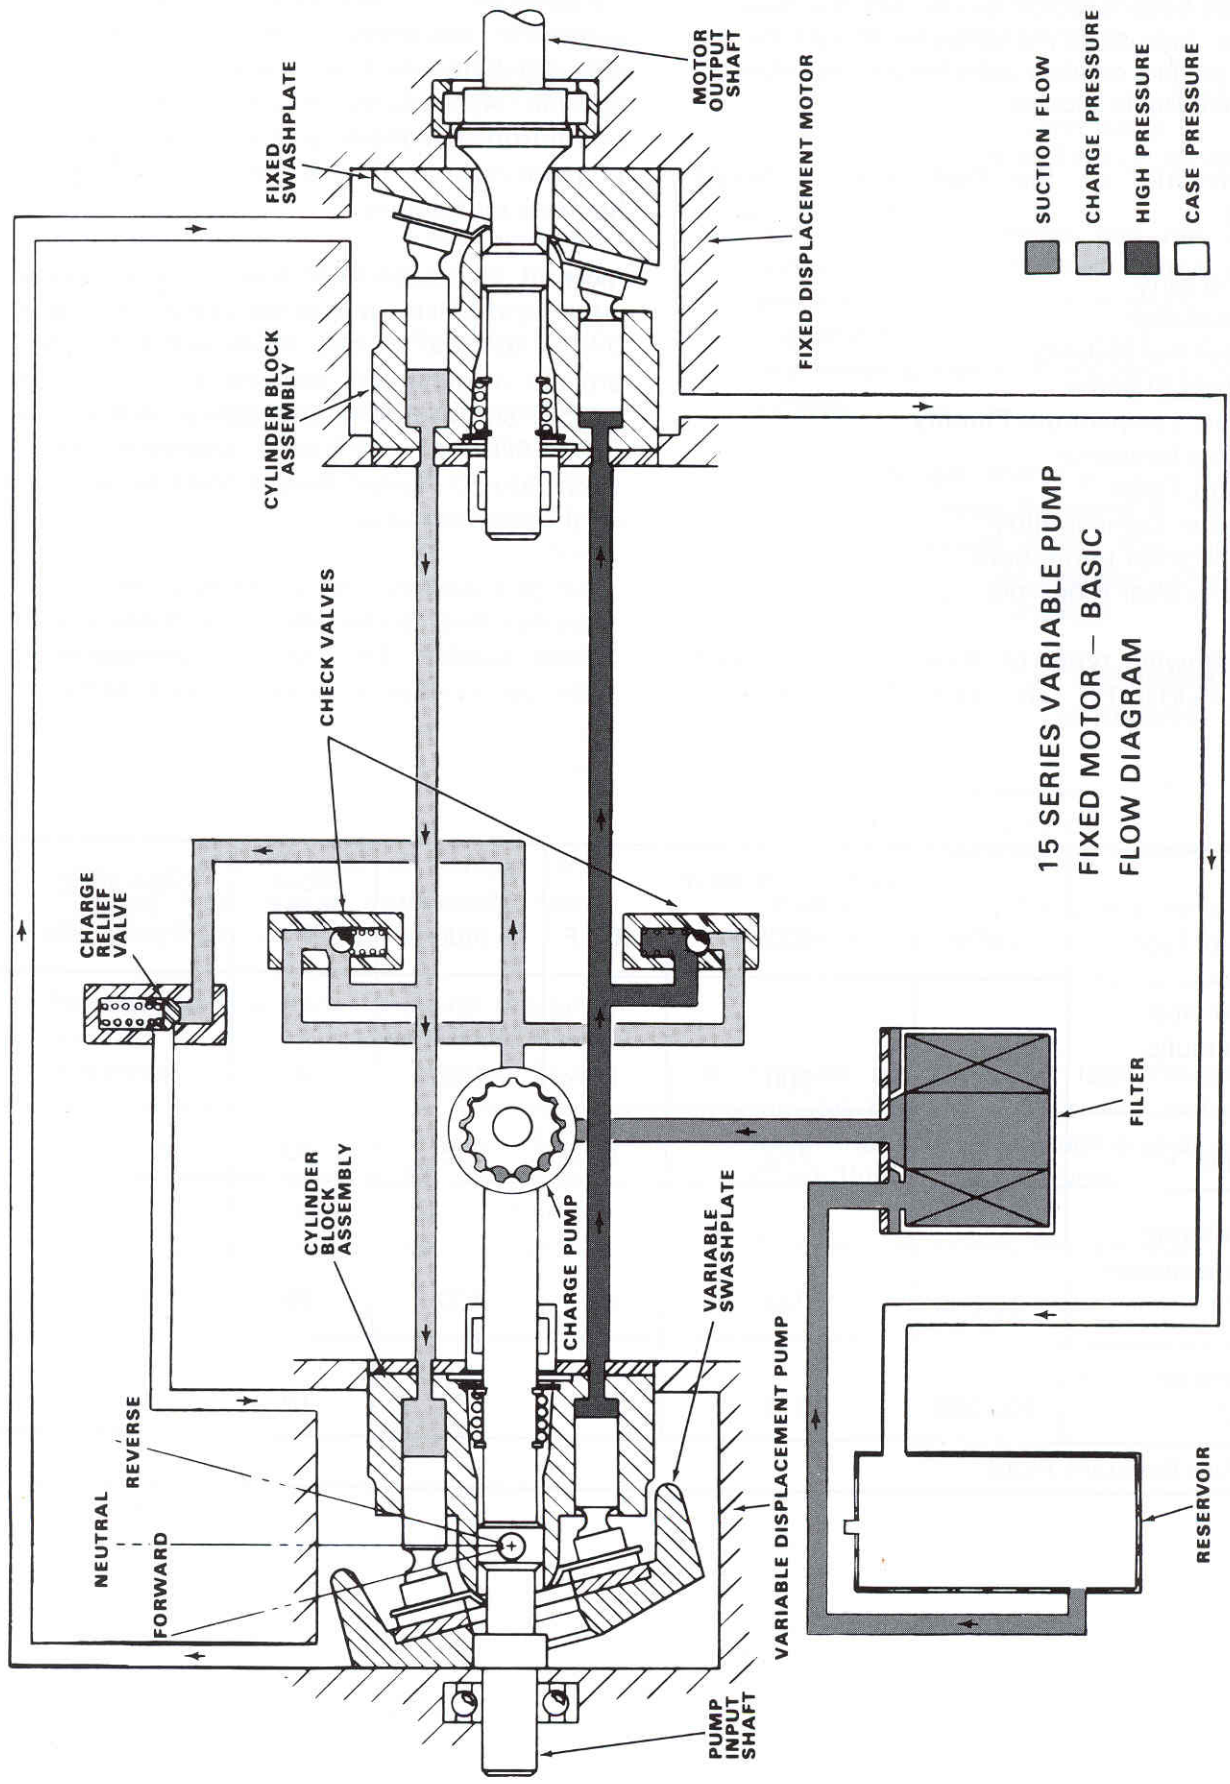 MOTOR
OUTPUT
SHAFT
FIXED
SWASHPLATE
FIXED DISPLACEMENT MOTOR
SUCTION FLOW
CHARGE PRESSURE
HIGH PRESSURE
CASE PRESSURE
CYLINDER BLOCK
ASSEMBLY
CHECK VALVES
15 SERIES VARIABLE PUMP
FIXED MOTOR — BASIC
FLOW DIAGRAM
CHARGE
RELIEF
VALVE
CYLINDER
BLOCK
ASSEMBLY
CHARGE PUMP
FILTER
VARIABLE
SWASHPLATE
REVERSE
NEUTRAL
FORWARD
VARIABLE DISPLACEMENT PUMP
RESERVOIR
PUMP
INPUT
SHAFT